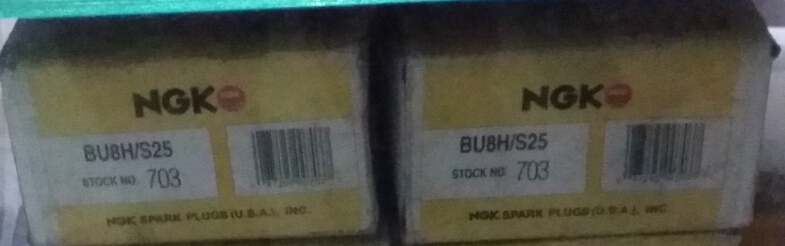 NGK
BU8H/S25
STOCK NO 703
NGK SPARK PLUGS (U.S.A.), INC.
NGK
BU8H/S25
STOCK NO 703
NGK SPARK PLUGS (U.S.A.), INC